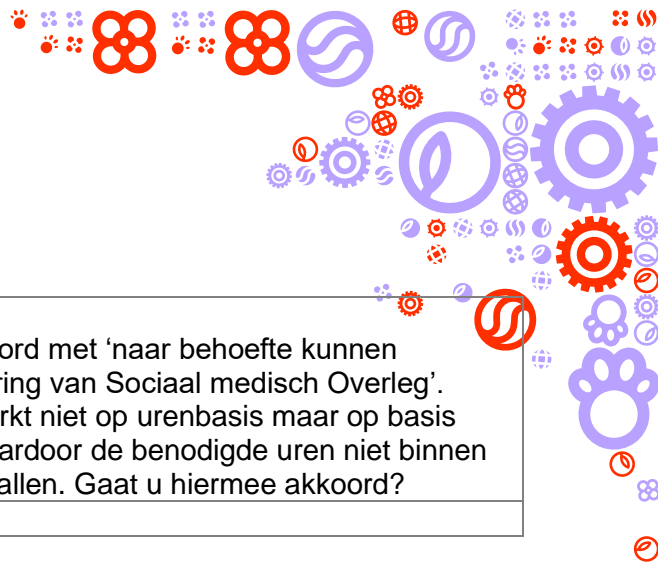 ord met ‘naar behoefte kunnen
ring van Sociaal medisch Overleg’.
rkt niet op urenbasis maar op basis
ardoor de benodigde uren niet binnen
allen. Gaat u hiermee akkoord?